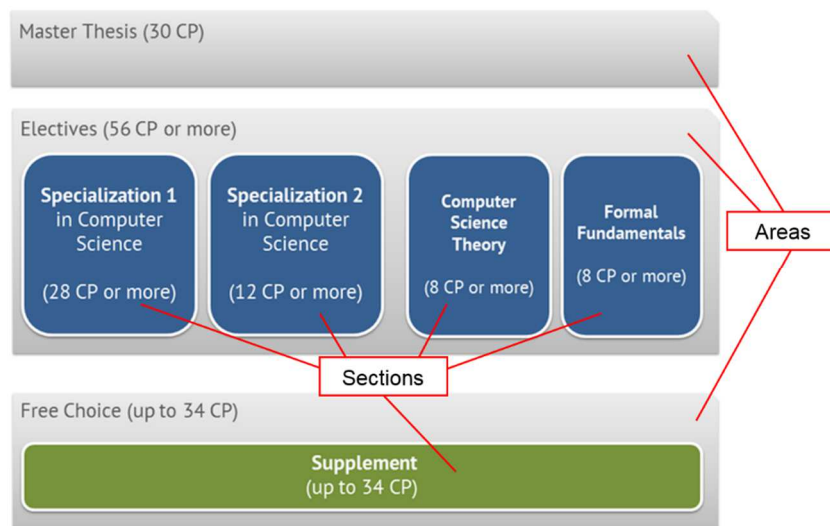 Master Thesis (30 CP)
Electives (56 CP or more)
Specialization 1
in Computer
Science
(28 CP or more)
Specialization 2
in Computer
Science
(12 CP or more)
Computer
Science
Theory
(8 CP or more)
Formal
Fundamentals
(8 CP or more)
Areas
Sections
Free Choice (up to 34 CP)
Supplement
(up to 34 CP)